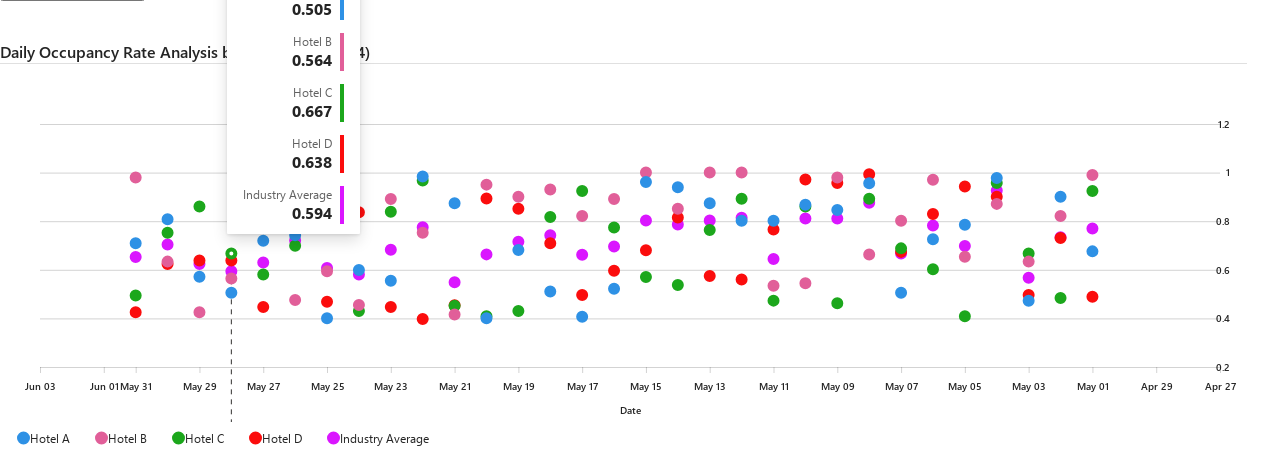 0.505
Hotel B
0.564
Hotel C
0.667
Hotel D
0.638
Industry Average
0.594
Daily Occupancy Rate Analysis 4)
1.2
1
0.8
0.6
0.4
0.2
Jun 03 Jun 01 May 31 May 29 May 27 May 25 May 23 May 21 May 19 May 17 May 15 May 13 May 11 May 09 May 07 May 05 May 03 May 01 Apr 29 Apr 27
Date
Hotel A Hotel B Hotel C Hotel D Industry Average